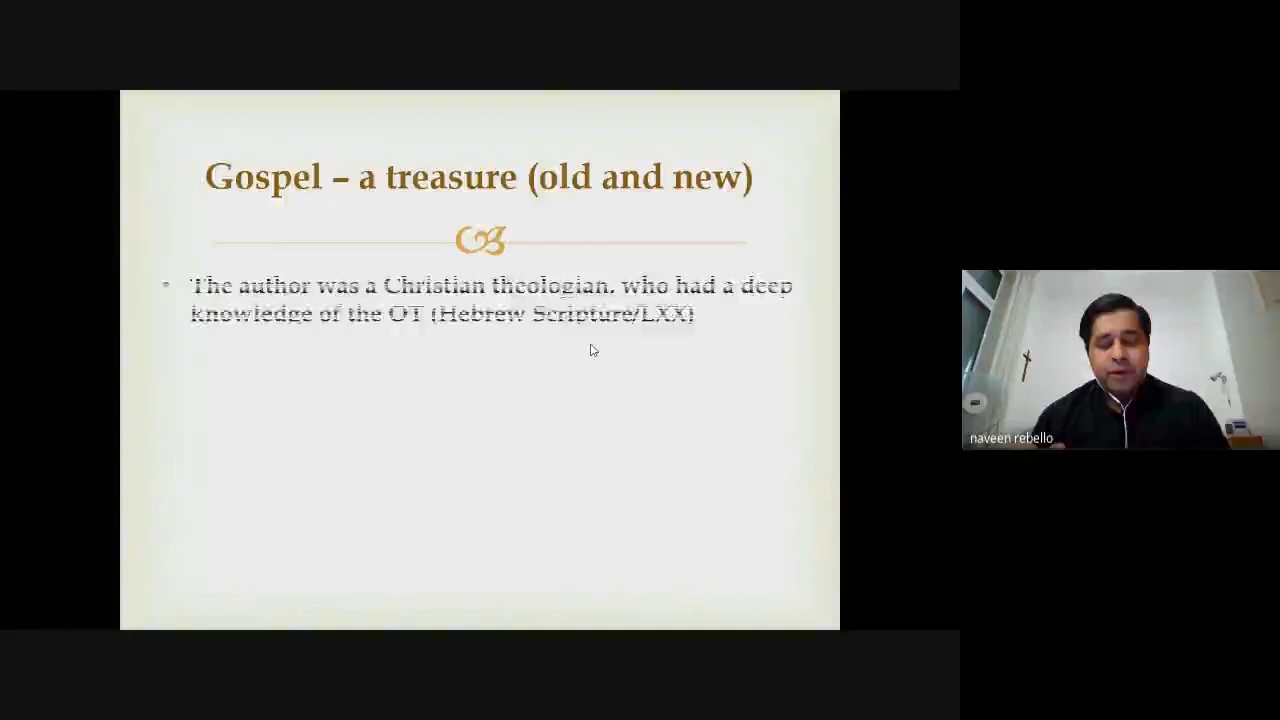 Gospel – a treasure (old and new)
• The author was a Christian theologian, who had a deep
knowledge of the OT (Hebrew Scripture/LXX)
naveen rebello